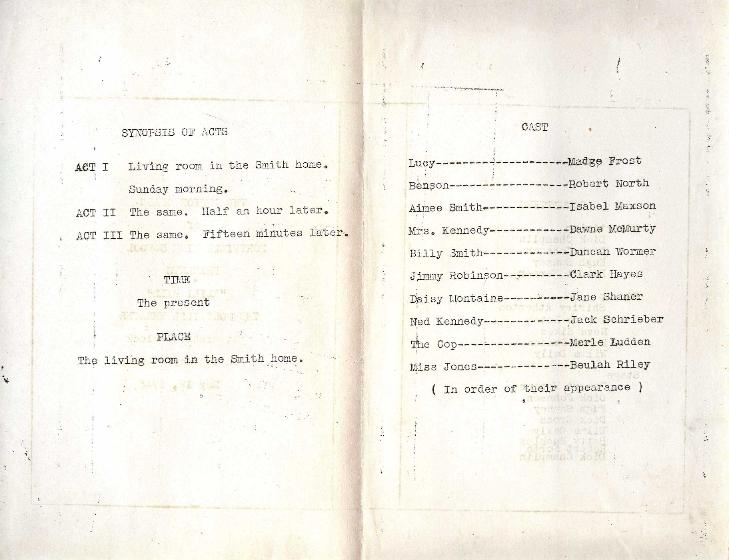 SYNOPSIS OF ACTS
ACT I Living room in the Smith home.
Sunday morning.
ACT II The same. Half an hour later.
ACT III The same. Fifteen minutes later.
TIME
The present
PLACE
The living room in the Smith home.
CAST
Lucy----------------------Madge Frost
Benson--------------------Robert North
Aimee Smith--------------Isabel Maxson
Mrs. Kennedy-------------Dawne McMurty
Billy Smith--------------Duncan Wormer
Jimmy Robinson-----------Clark Hayes
Daisy Montaine-----------Jane Shaner
Ned Kennedy--------------Jack Schrieber
The Cop------------------Merle Ludden
Miss Jones---------------Beulah Riley
( In order of their appearance )